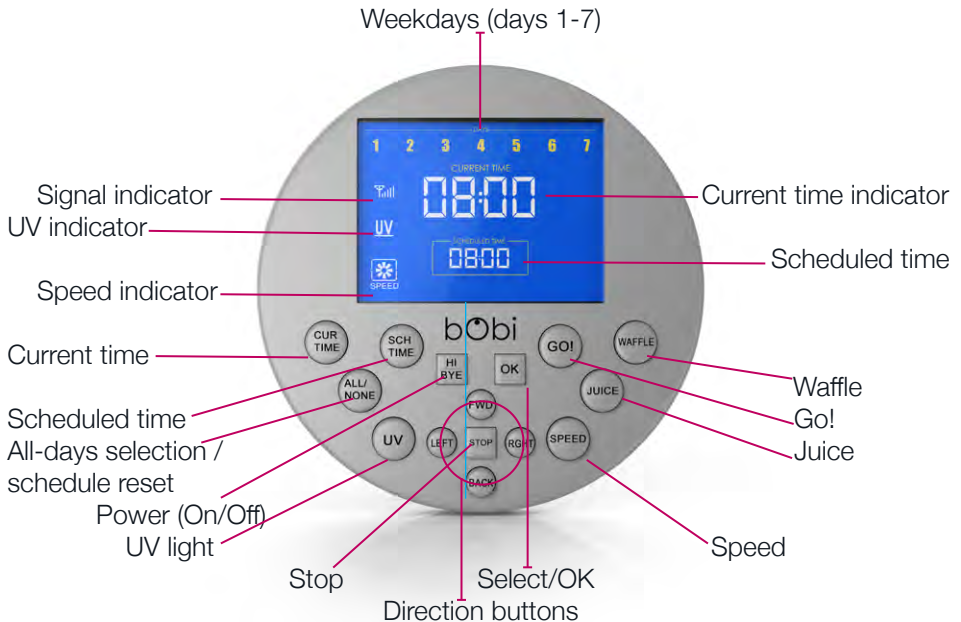 Weekdays (days 1-7)
1 2 3 4 5 6 7
CURRENT TIME
08:00
Signal indicator
Current time indicator
UV indicator
UV
SCHEDULED TIME
08:00
Scheduled time
Speed indicator
SPEED
bObi
CUR TIME
SCH TIME
GO!
WAFFLE
Current time
HI BYE
OK
ALL/ NONE
JUICE
Waffle
FWD
Scheduled time
Go!
UV
LEFT
STOP
RGHT
SPEED
All-days selection /
schedule reset
Juice
BACK
Power (On/Off)
UV light
Speed
Stop
Select/OK
Direction buttons